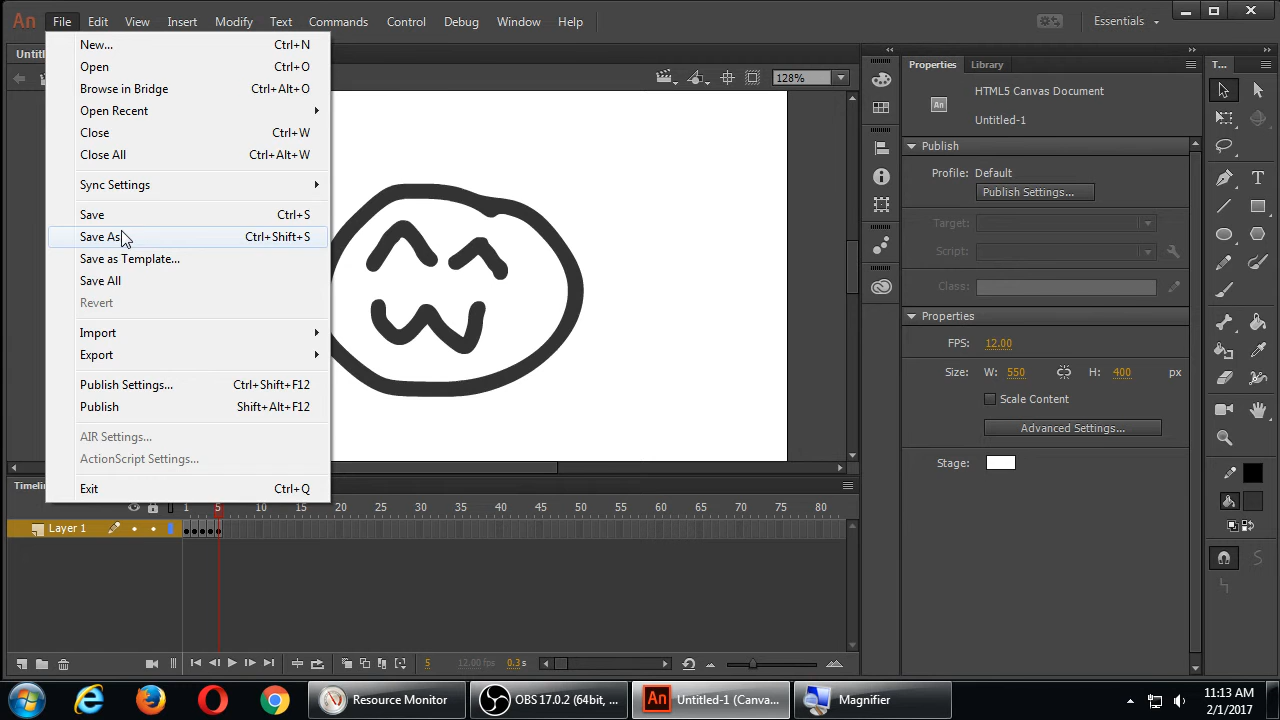 An File Edit View Insert Modify Text Commands Control Debug Window Help Essentials
New... Ctrl+N
Open Ctrl+O
Browse in Bridge Ctrl+Alt+O
Open Recent
Close Ctrl+W
Close All Ctrl+Alt+W
Sync Settings
Save Ctrl+S
Save As Ctrl+Shift+S
Save as Template...
Save All
Revert
Import
Export
Publish Settings... Ctrl+Shift+F12
Publish Shift+Alt+F12
AIR Settings...
ActionScript Settings...
Exit Ctrl+Q
128%
Properties Library
T...
An HTML5 Canvas Document
Untitled-1
Publish
Profile: Default
Publish Settings...
Target:
Script:
Class:
Properties
FPS: 12.00
Size: W: 550 H: 400 px
Scale Content
Advanced Settings...
Stage:
1 5 10 15 20 25 30 35 40 45 50 55 60 65 70 75 80
Layer 1
5 12.00 fps 0.3 s
Resource Monitor
OBS 17.0.2 (64bit, ...
An Untitled-1 (Canva...
Magnifier
11:13 AM
2/1/2017